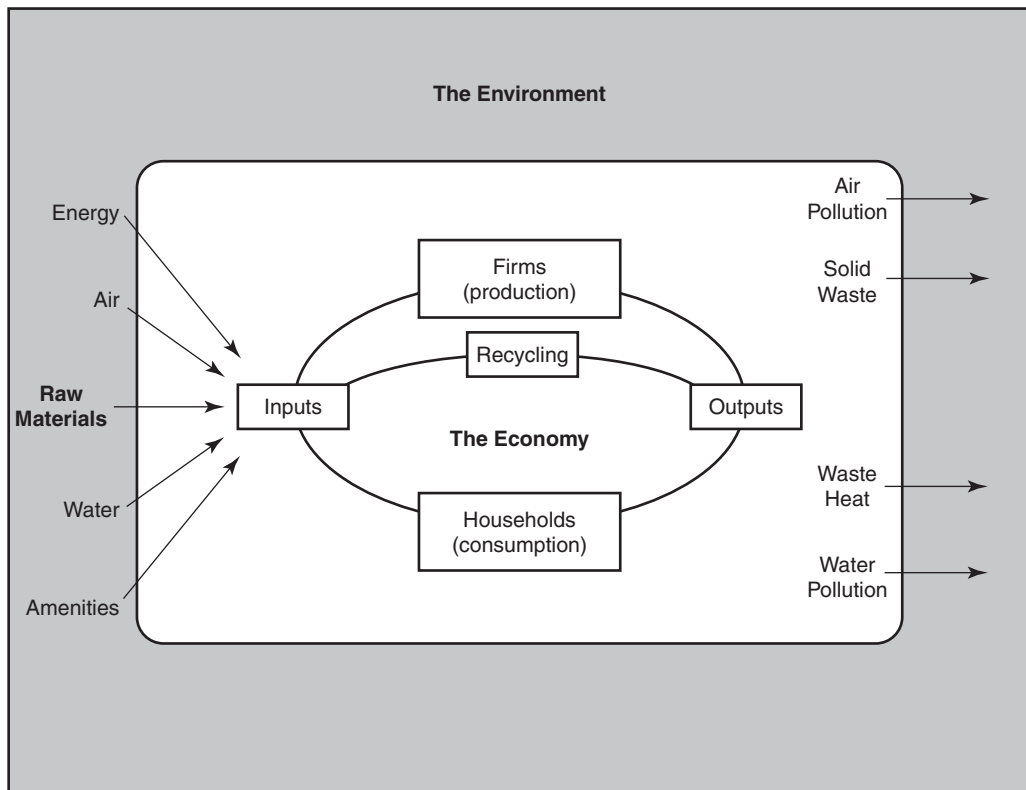 The Environment
Energy
Air
Raw
Materials
Water
Amenities
Inputs
Firms
(production)
Recycling
The Economy
Households
(consumption)
Outputs
Air
Pollution
Solid
Waste
Waste
Heat
Water
Pollution